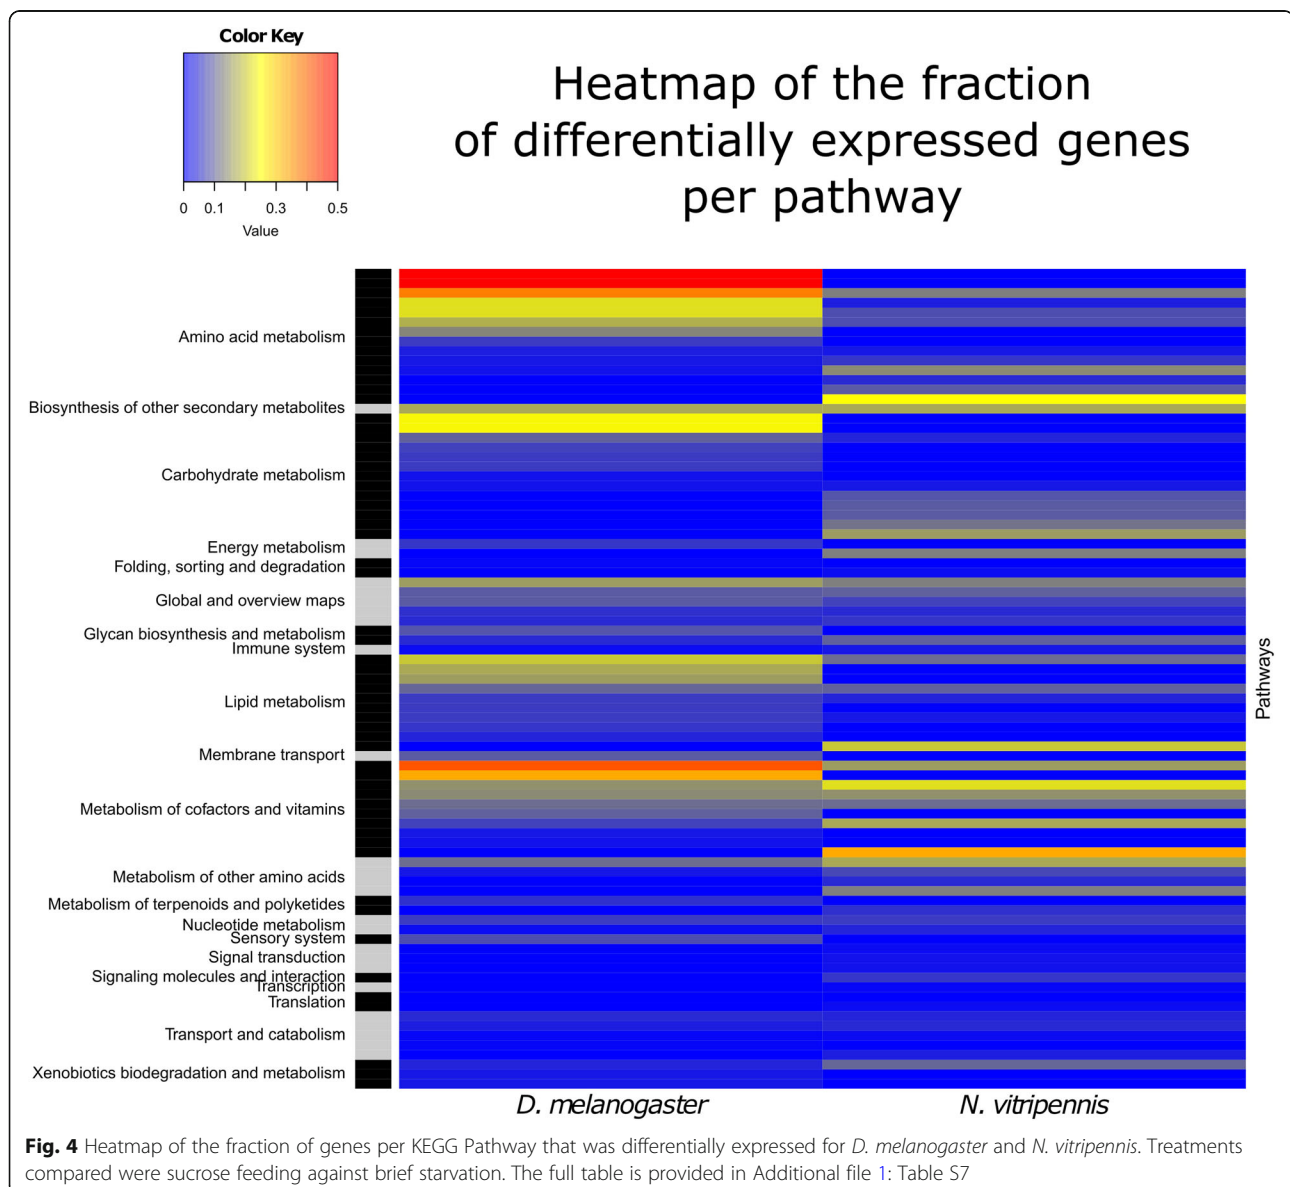 Color Key
0 0.1 0.3 0.5
Value
Heatmap of the fraction
of differentially expressed genes
per pathway
Amino acid metabolism
Biosynthesis of other secondary metabolites
Carbohydrate metabolism
Energy metabolism
Folding, sorting and degradation
Global and overview maps
Glycan biosynthesis and metabolism
Immune system
Lipid metabolism
Membrane transport
Metabolism of cofactors and vitamins
Metabolism of other amino acids
Metabolism of terpenoids and polyketides
Nucleotide metabolism
Sensory system
Signal transduction
Signaling molecules and interaction
Transcription
Translation
Transport and catabolism
Xenobiotics biodegradation and metabolism
Pathways
D. melanogaster N. vitripennis
Fig. 4 Heatmap of the fraction of genes per KEGG Pathway that was differentially expressed for D. melanogaster and N. vitripennis. Treatments
compared were sucrose feeding against brief starvation. The full table is provided in Additional file 1: Table S7